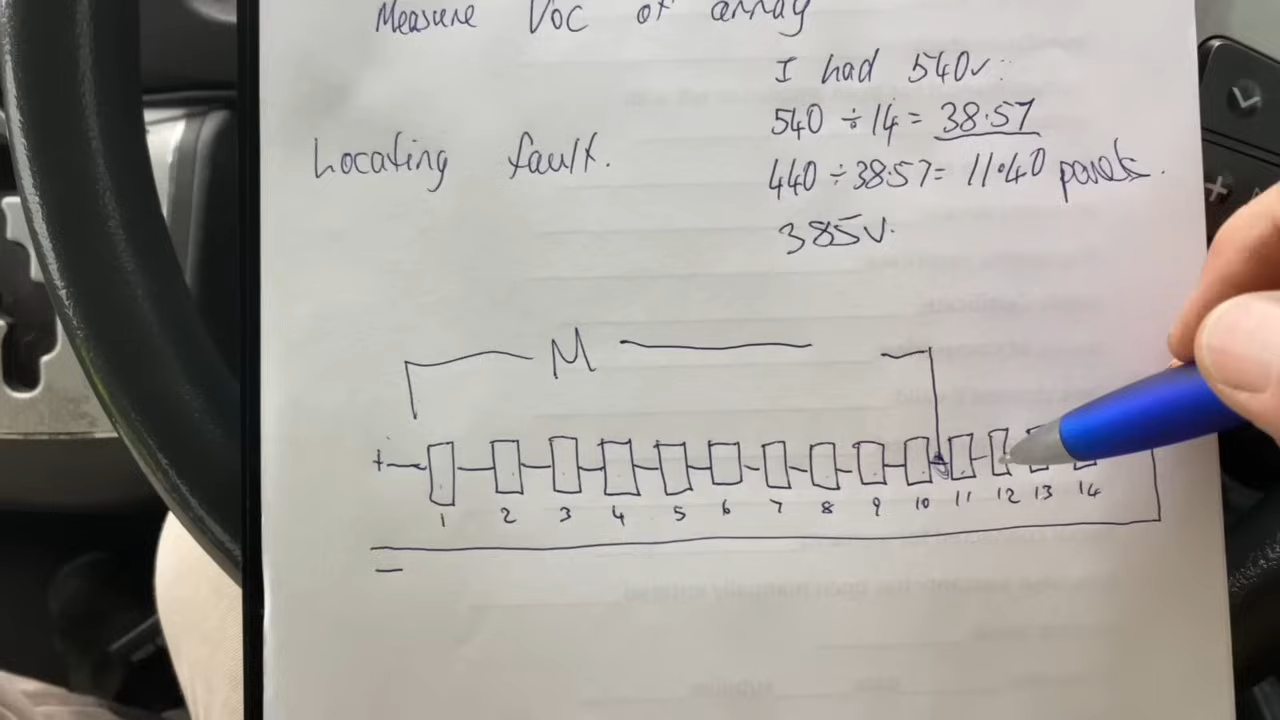 Measure Voc of array
I had 540v:
540 ÷ 14 = 38.57
Locating fault.
440 ÷ 38.57 = 11.40 panels.
385v.
M
+
1 2 3 4 5 6 7 8 9 10 11 12 13 14
−